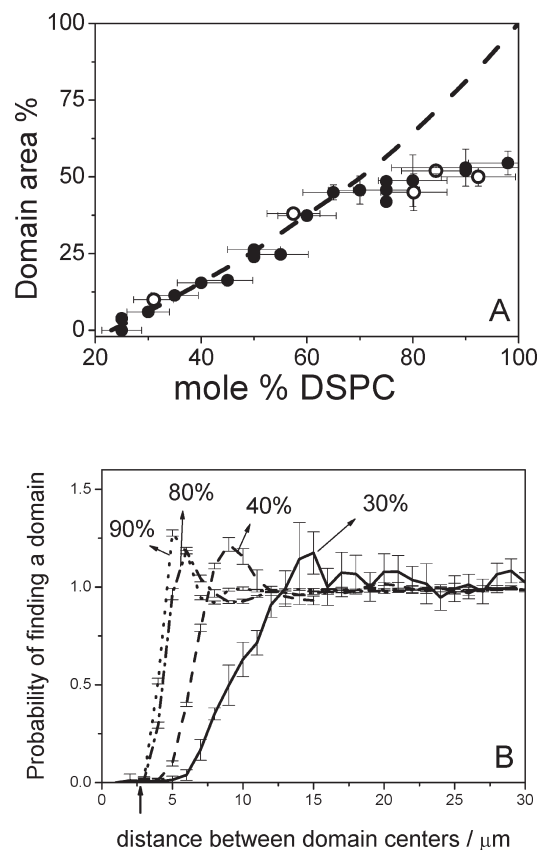 100
75
50
25
0
Domain area %
A
20 40 60 80 100
mole % DSPC
1.5
1.0
0.5
0.0
Probability of finding a domain
90%
80%
40%
30%
B
0 5 10 15 20 25 30
distance between domain centers / μm